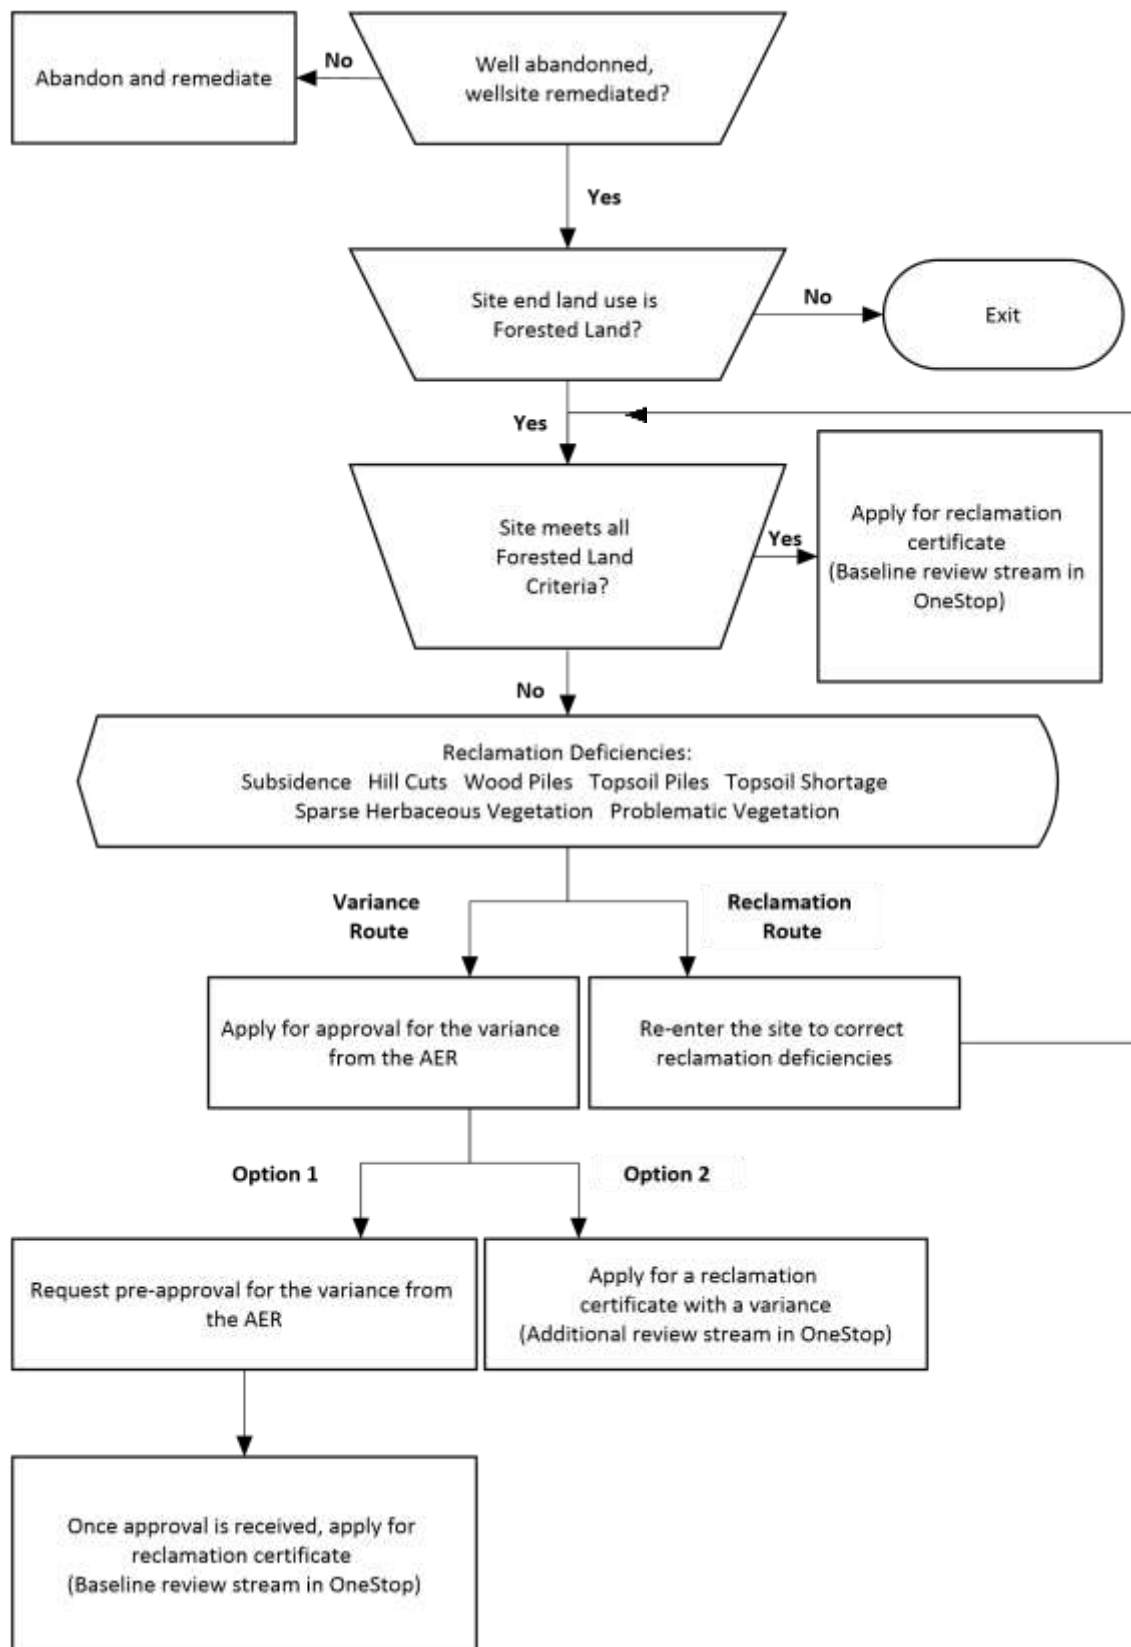 Well abandonned,
wellsite remediated?
No
Abandon and remediate
Yes
Site end land use is
Forested Land?
No
Exit
Yes
Site meets all
Forested Land
Criteria?
Yes
Apply for reclamation
certificate
(Baseline review stream in
OneStop)
No
Reclamation Deficiencies:
Subsidence Hill Cuts Wood Piles Topsoil Piles Topsoil Shortage
Sparse Herbaceous Vegetation Problematic Vegetation
Variance
Route
Reclamation
Route
Apply for approval for the variance
from the AER
Re-enter the site to correct
reclamation deficiencies
Option 1
Option 2
Request pre-approval for the variance from
the AER
Apply for a reclamation
certificate with a variance
(Additional review stream in OneStop)
Once approval is received, apply for
reclamation certificate
(Baseline review stream in OneStop)